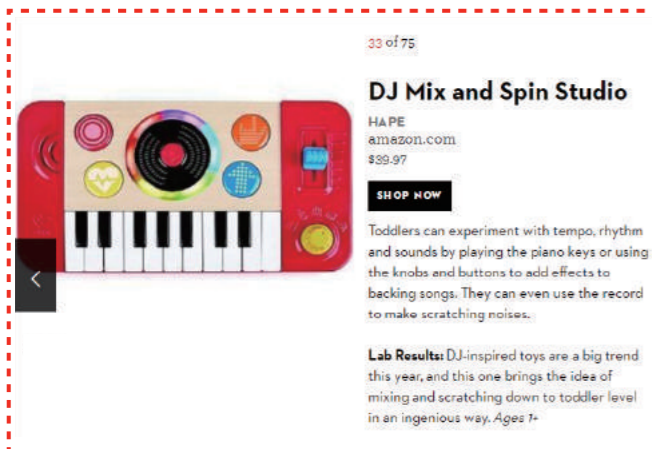 33 of 75
DJ Mix and Spin Studio
HAPE
amazon.com
$39.97
SHOP NOW
Toddlers can experiment with tempo, rhythm
and sounds by playing the piano keys or using
the knobs and buttons to add effects to
backing songs. They can even use the record
to make scratching noises.
Lab Results: DJ-inspired toys are a big trend
this year, and this one brings the idea of
mixing and scratching down to toddler level
in an ingenious way. Ages 1+